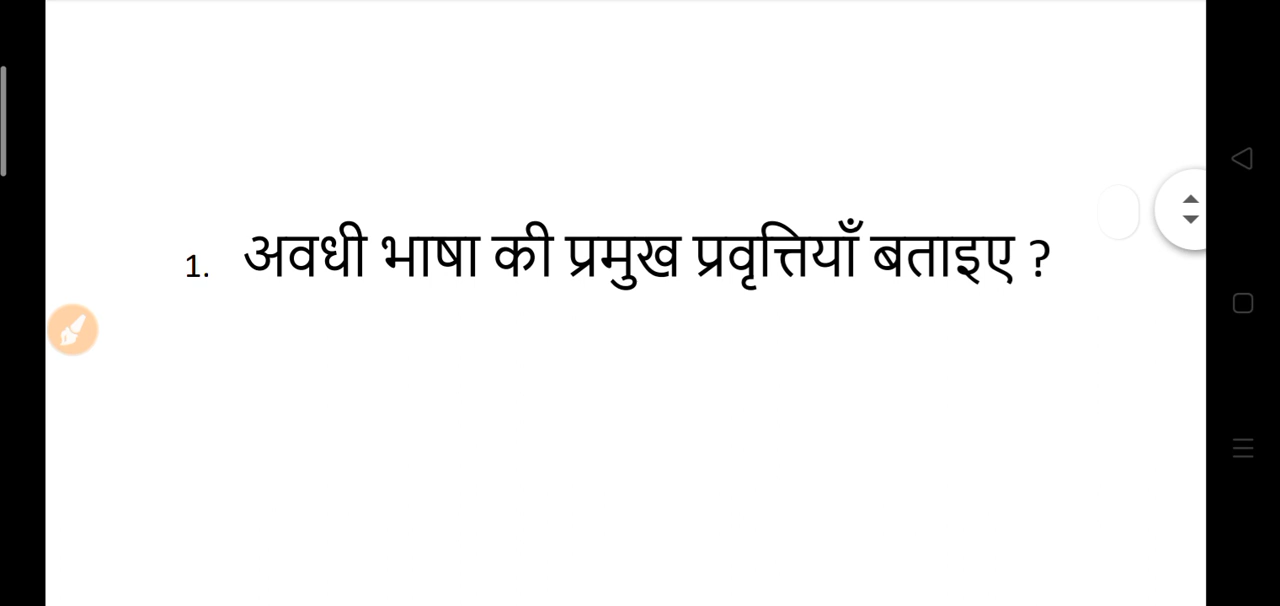 1. अवधी भाषा की प्रमुख प्रवृत्तियाँ बताइए ?